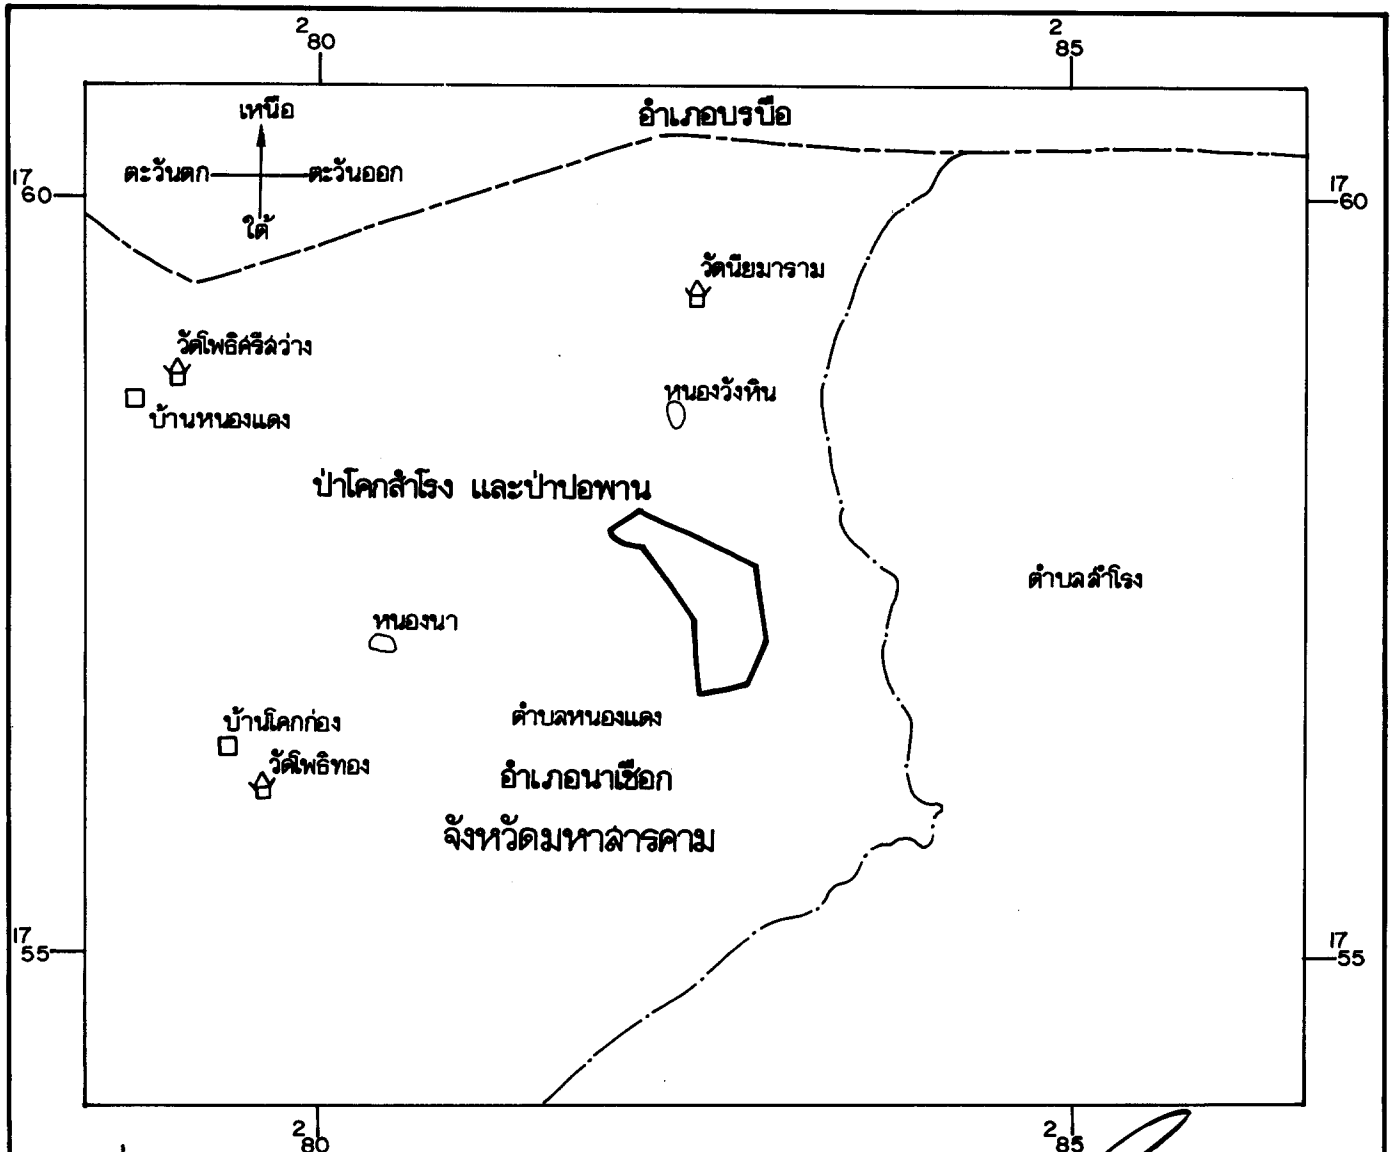 2 80
2 85
เหนือ
อำเภอบรบือ
ตะวันตก
ตะวันออก
17 60
17 60
ใต้
วัดนิยมาราม
วัดโพธิ์ศรีสว่าง
หนองวังหิน
บ้านหนองแดง
ป่าโคกสำโรง และป่าปอพาน
ตำบลสำโรง
หนองนา
ตำบลหนองแดง
บ้านโคกก่อง
วัดโพธิทอง
อำเภอนาเชือก
จังหวัดมหาสารคาม
17 55
17 55
2 80
2 85